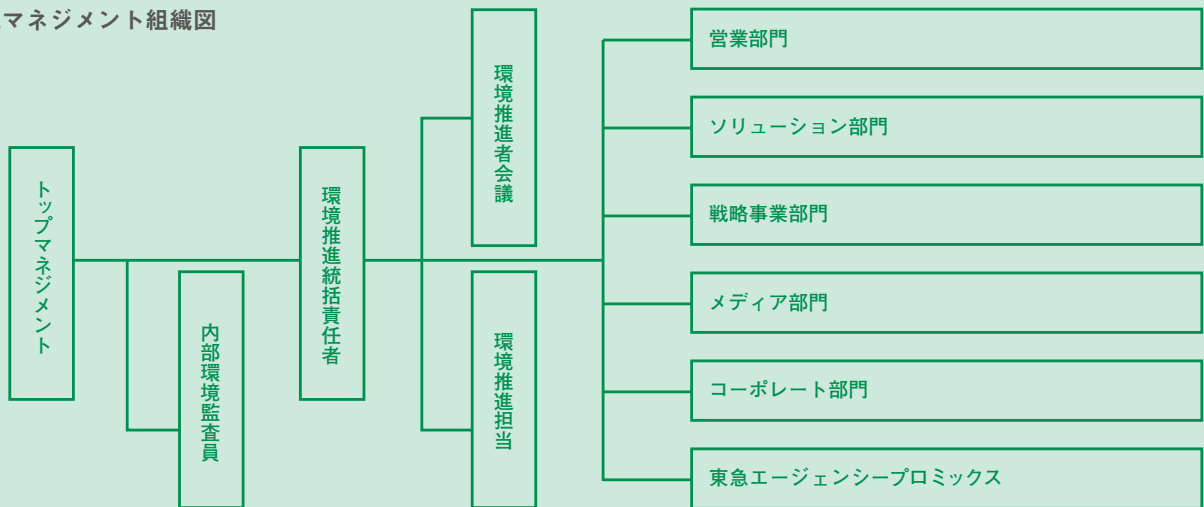 マネジメント組織図
トップマネジメント
内部環境監査員
環境推進統括責任者
環境推進者会議
環境推進担当
営業部門
ソリューション部門
戦略事業部門
メディア部門
コーポレート部門
東急エージェンシープロミックス